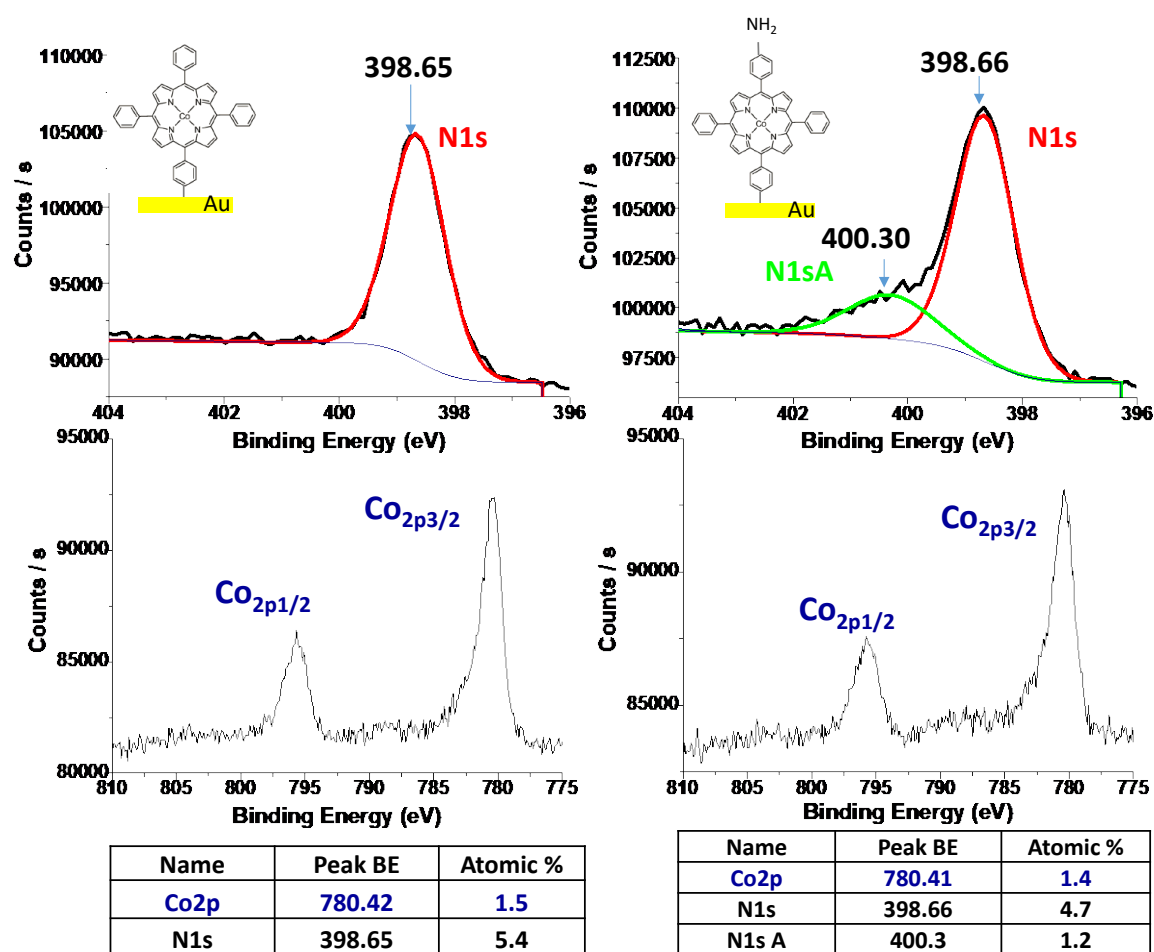 110000
105000
100000
95000
90000
Counts / s
398.65
N1s
N
N
N
N
Co
Au
404
402
400
398
396
Binding Energy (eV)
NH2
112500
110000
107500
105000
102500
100000
97500
Counts / s
398.66
N1s
400.30
N1sA
N
N
N
N
Co
Au
404
402
400
398
396
Binding Energy (eV)
95000
90000
85000
80000
Counts / s
Co2p3/2
Co2p1/2
810
805
800
795
790
785
780
775
Binding Energy (eV)
95000
90000
85000
Counts / s
Co2p3/2
Co2p1/2
810
805
800
795
790
785
780
775
Binding Energy (eV)
Name Peak BE Atomic %
Co2p 780.42 1.5
N1s 398.65 5.4
Name Peak BE Atomic %
Co2p 780.41 1.4
N1s 398.66 4.7
N1s A 400.3 1.2